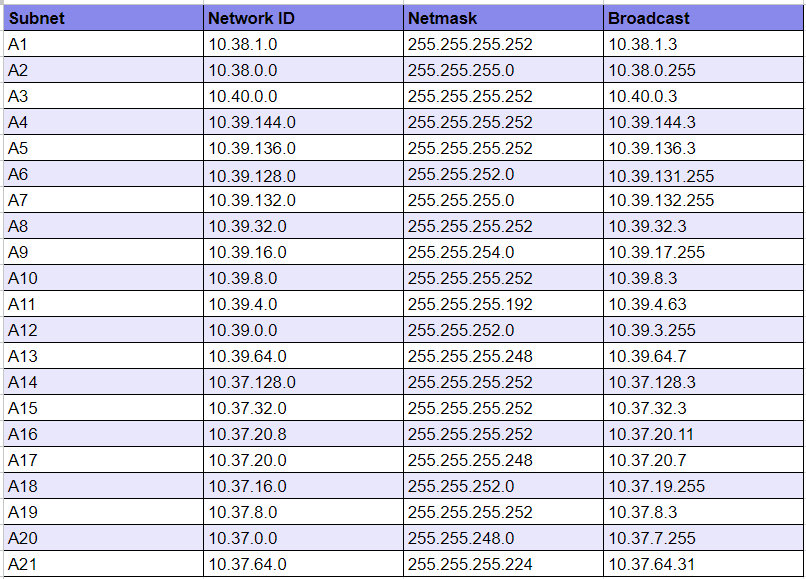 Subnet Network ID Netmask Broadcast
A1 10.38.1.0 255.255.255.252 10.38.1.3
A2 10.38.0.0 255.255.255.0 10.38.0.255
A3 10.40.0.0 255.255.255.252 10.40.0.3
A4 10.39.144.0 255.255.255.252 10.39.144.3
A5 10.39.136.0 255.255.255.252 10.39.136.3
A6 10.39.128.0 255.255.252.0 10.39.131.255
A7 10.39.132.0 255.255.255.0 10.39.132.255
A8 10.39.32.0 255.255.255.252 10.39.32.3
A9 10.39.16.0 255.255.254.0 10.39.17.255
A10 10.39.8.0 255.255.255.252 10.39.8.3
A11 10.39.4.0 255.255.255.192 10.39.4.63
A12 10.39.0.0 255.255.252.0 10.39.3.255
A13 10.39.64.0 255.255.255.248 10.39.64.7
A14 10.37.128.0 255.255.255.252 10.37.128.3
A15 10.37.32.0 255.255.255.252 10.37.32.3
A16 10.37.20.8 255.255.255.252 10.37.20.11
A17 10.37.20.0 255.255.255.248 10.37.20.7
A18 10.37.16.0 255.255.252.0 10.37.19.255
A19 10.37.8.0 255.255.255.252 10.37.8.3
A20 10.37.0.0 255.255.248.0 10.37.7.255
A21 10.37.64.0 255.255.255.224 10.37.64.31